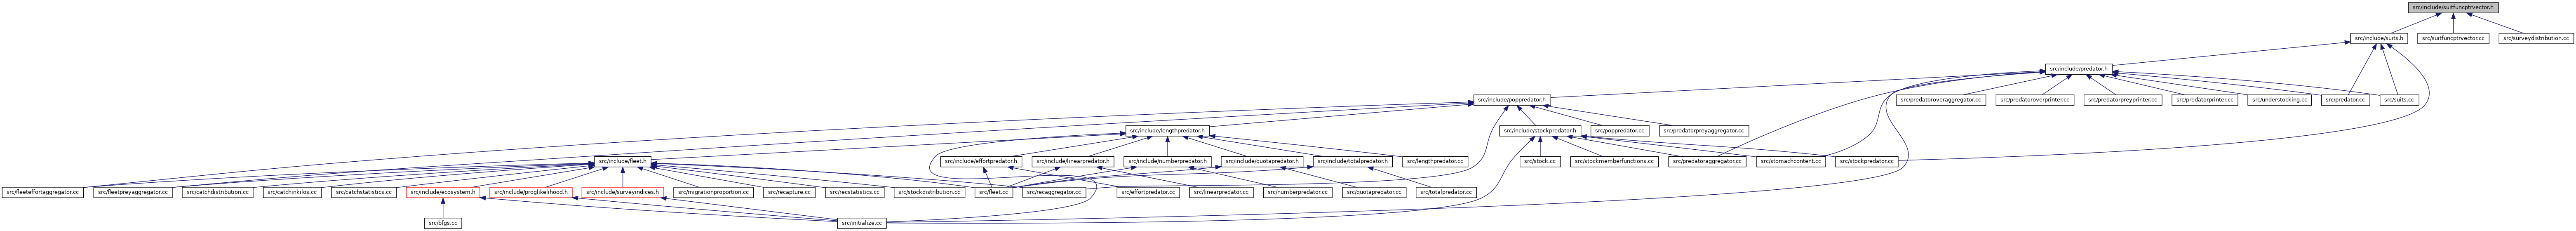 src/include/suitfuncptrvector.h
src/include/suits.h
src/suitfuncptrvector.cc
src/surveydistribution.cc
src/include/predator.h
src/include/poppredator.h
src/predatoroveraggregator.cc
src/predatoroverprinter.cc
src/predatorpreyprinter.cc
src/predatorprinter.cc
src/understocking.cc
src/predator.cc
src/suits.cc
src/include/lengthpredator.h
src/include/stockpredator.h
src/poppredator.cc
src/predatorpreyaggregator.cc
src/include/fleet.h
src/include/effortpredator.h
src/include/linearpredator.h
src/include/numberpredator.h
src/include/quotapredator.h
src/include/totalpredator.h
src/lengthpredator.cc
src/stock.cc
src/stockmemberfunctions.cc
src/predatoraggregator.cc
src/stomachcontent.cc
src/stockpredator.cc
src/fleeteffortaggregator.cc
src/fleetpreyaggregator.cc
src/catchdistribution.cc
src/catchinkilos.cc
src/catchstatistics.cc
src/include/ecosystem.h
src/include/proglikelihood.h
src/include/surveyindices.h
src/migrationproportion.cc
src/recapture.cc
src/recstatistics.cc
src/stockdistribution.cc
src/fleet.cc
src/recaggregator.cc
src/effortpredator.cc
src/linearpredator.cc
src/numberpredator.cc
src/quotapredator.cc
src/totalpredator.cc
src/bfgs.cc
src/initialize.cc